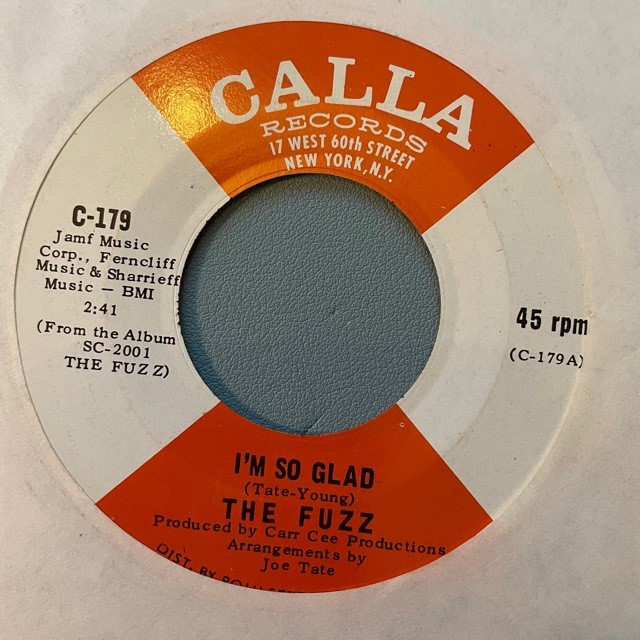 CALLA
RECORDS
17 WEST 60th STREET
NEW YORK, N.Y.
C-179
Jamf Music
Corp., Ferncliff
Music & Sharrieff
Music — BMI
2:41
(From the Album
SC-2001
THE FUZZ)
45 rpm
(C-179A)
I'M SO GLAD
(Tate-Young)
THE FUZZ
Produced by Carr Cee Productions
Arrangements by
Joe Tate
DIST. BY